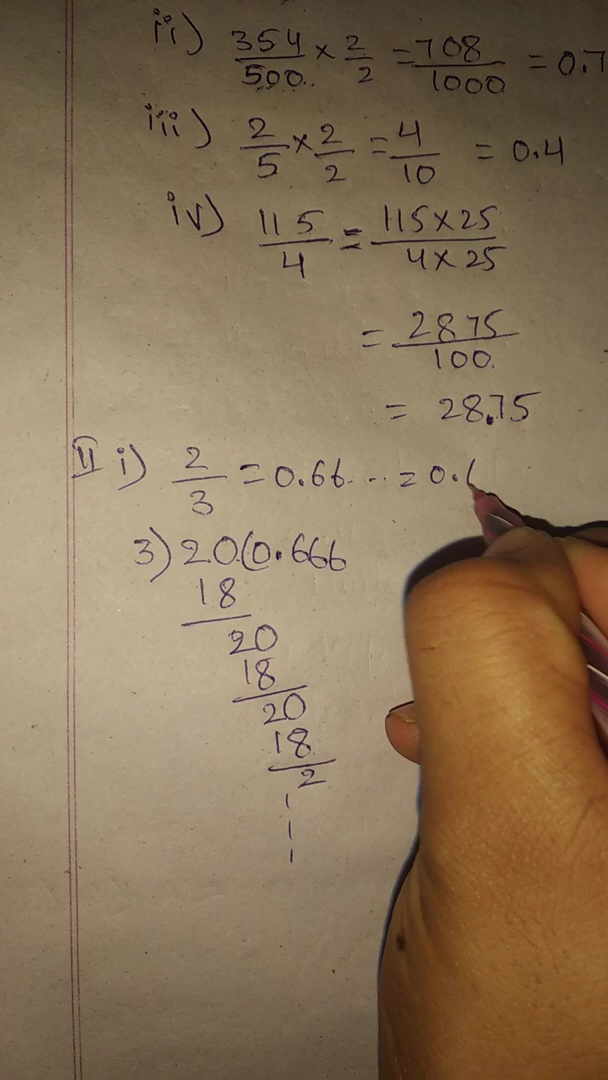 ii) 354/500 × 2/2 = 708/1000 = 0.7
iii) 2/5 × 2/2 = 4/10 = 0.4
iv) 115/4 = 115×25/4×25
= 2875/100
= 28.75
II i) 2/3 = 0.66... = 0.
3) 20 (0.666
18
20
18
20
18
2